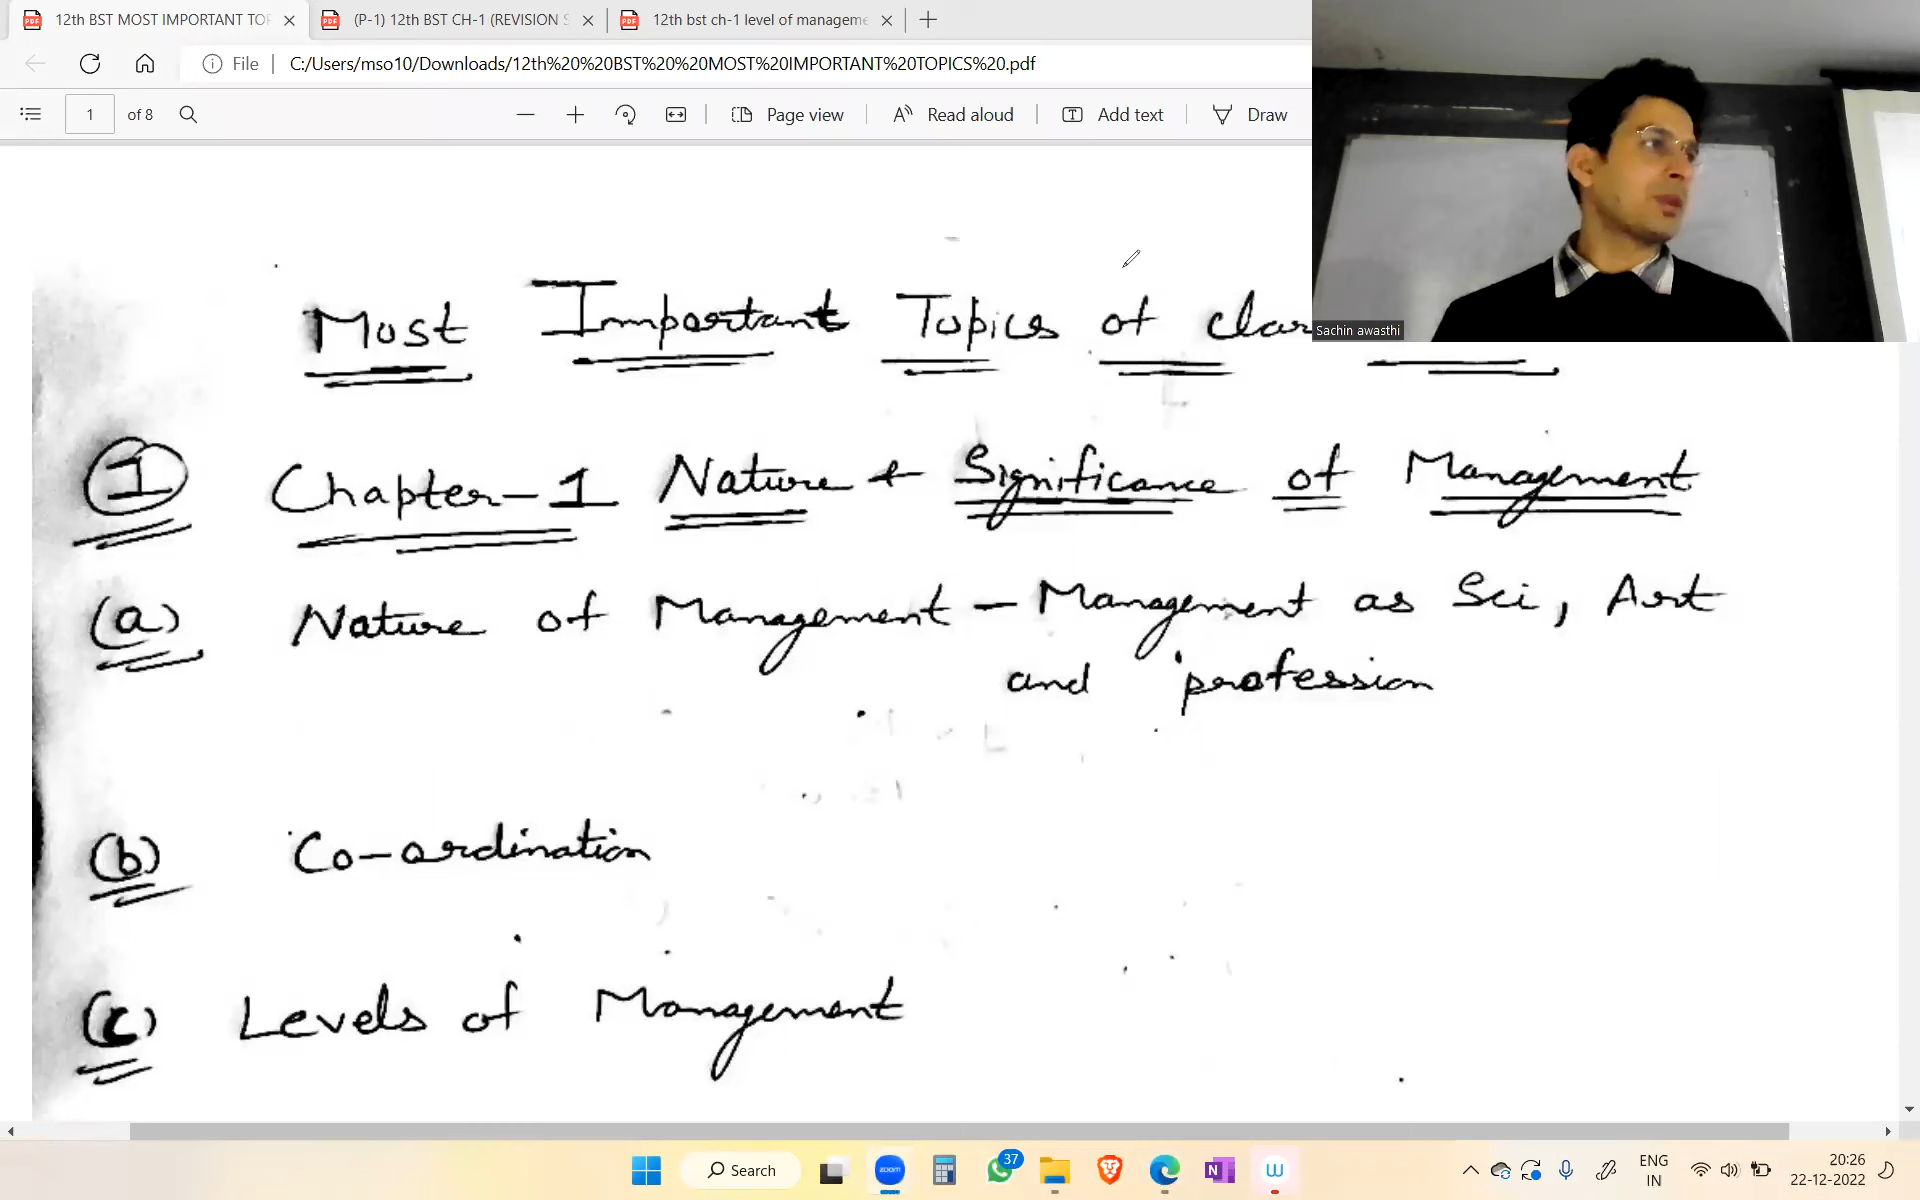 12th BST MOST IMPORTANT TOP
(P-1) 12th BST CH-1 (REVISION S
12th bst ch-1 level of manageme
File
C:/Users/mso10/Downloads/12th%20%20BST%20%20MOST%20IMPORTANT%20TOPICS%20.pdf
1 of 8
Page view
Read aloud
Add text
Draw
Sachin awasthi
Most Important Topics of clas
1 Chapter-1 Nature & Significance of Management
(a) Nature of Management - Management as Sci, Art
and profession
(b) Co-ordination
(c) Levels of Management
Search
zoom
37
N
W
ENG
IN
20:26
22-12-2022